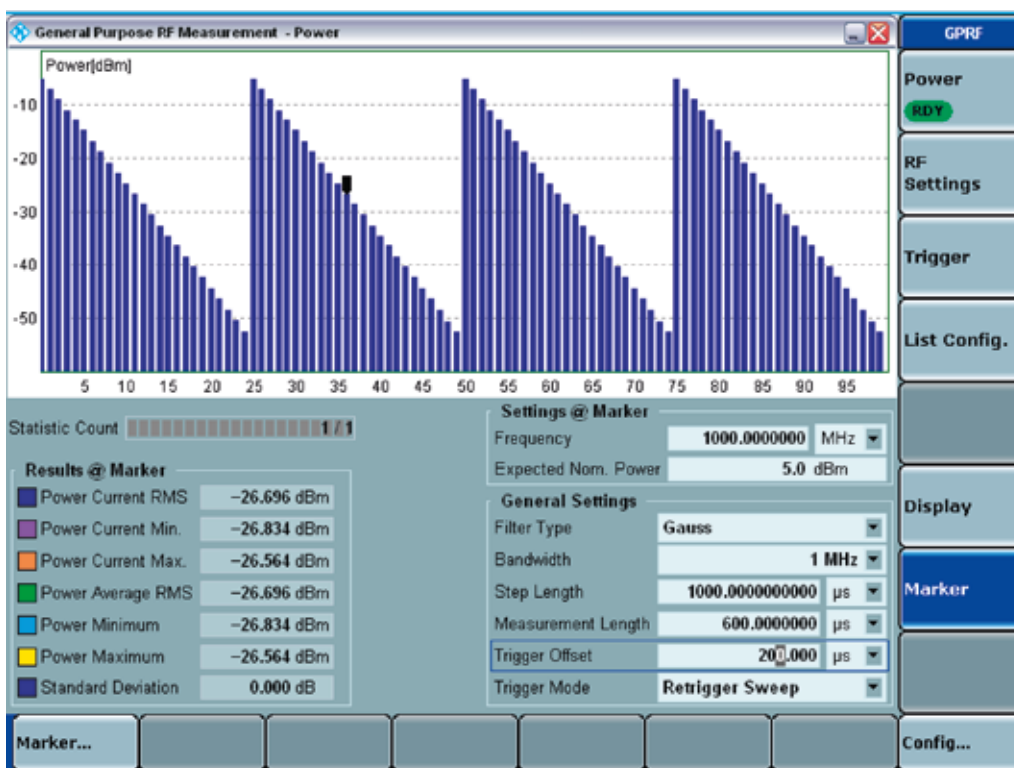 General Purpose RF Measurement - Power
GPRF
Power[dBm]
-10
-20
-30
-40
-50
5 10 15 20 25 30 35 40 45 50 55 60 65 70 75 80 85 90 95
Power
RDY
RF
Settings
Trigger
List Config.
Display
Marker
Statistic Count 1 / 1
Results @ Marker
Power Current RMS -26.696 dBm
Power Current Min. -26.834 dBm
Power Current Max. -26.564 dBm
Power Average RMS -26.696 dBm
Power Minimum -26.834 dBm
Power Maximum -26.564 dBm
Standard Deviation 0.000 dB
Settings @ Marker
Frequency 1000.0000000 MHz
Expected Nom. Power 5.0 dBm
General Settings
Filter Type Gauss
Bandwidth 1 MHz
Step Length 1000.0000000000 µs
Measurement Length 600.0000000 µs
Trigger Offset 200.000 µs
Trigger Mode Retrigger Sweep
Marker...
Config...